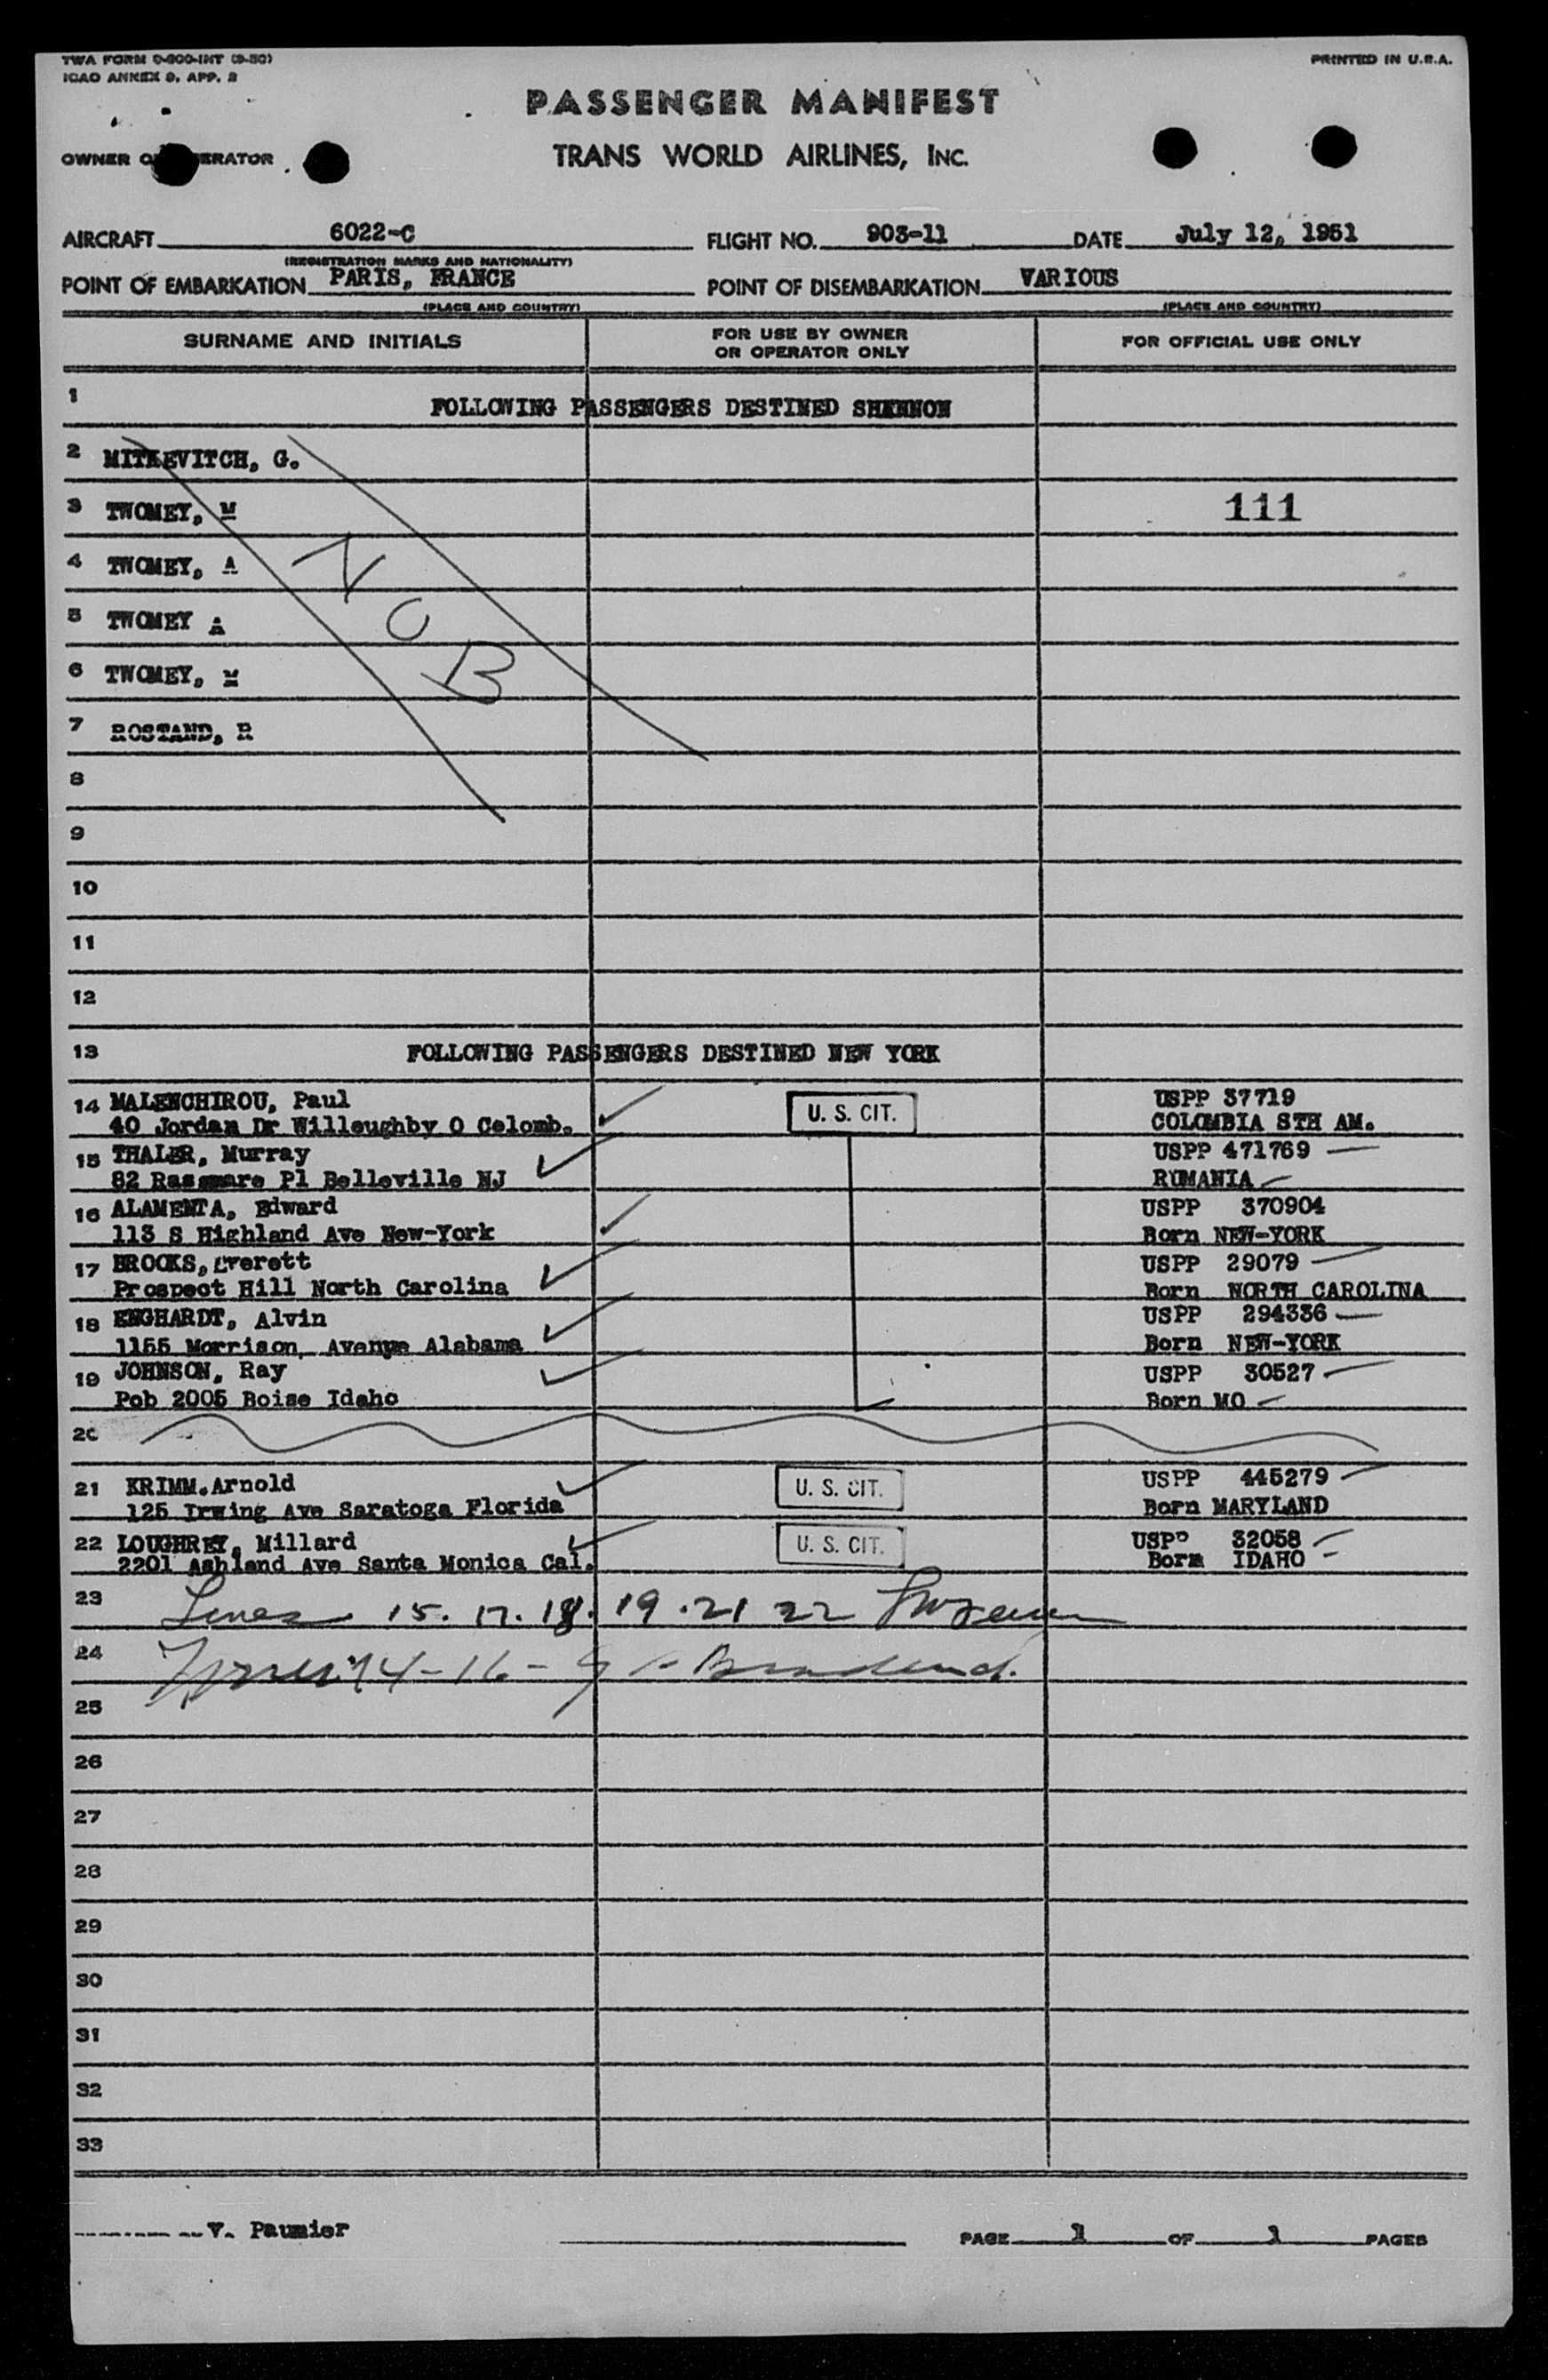 TWA FORM O-800-INT (9-50)
ICAO ANNEX 9, APP. 2
PRINTED IN U.S.A.
PASSENGER MANIFEST
OWNER O ERATOR
TRANS WORLD AIRLINES, INC.
AIRCRAFT 6022-C FLIGHT NO. 903-11 DATE July 12, 1951
(REGISTRATION MARKS AND NATIONALITY)
POINT OF EMBARKATION PARIS, FRANCE POINT OF DISEMBARKATION VARIOUS
(PLACE AND COUNTRY) (PLACE AND COUNTRY)
SURNAME AND INITIALS FOR USE BY OWNER OR OPERATOR ONLY FOR OFFICIAL USE ONLY
1 FOLLOWING PASSENGERS DESTINED SHANNON
2 MITKEVITCH, G.
3 TWOMEY, M 111
4 TWOMEY, A
5 TWOMEY A
6 TWOMEY, M
NOB
7 ROSTAND, R
8
9
10
11
12
13 FOLLOWING PASSENGERS DESTINED NEW YORK
14 MALENCHIROU, Paul U. S. CIT. USPP 37719
40 Jordan Dr Willoughby O Colomb. COLOMBIA STH AM.
15 THALER, Murray USPP 471769
82 Rassmare Pl Belleville NJ RUMANIA
16 ALAMENTA, Edward USPP 370904
113 S Highland Ave New-York Born NEW-YORK
17 BROOKS, Everett USPP 29079
Prospect Hill North Carolina Born NORTH CAROLINA
18 ENGHARDT, Alvin USPP 294336
1155 Morrison, Avenue Alabama Born NEW-YORK
19 JOHNSON, Ray USPP 30527
Pob 2005 Boise Idaho Born MO
20
21 KRIMM.Arnold U. S. CIT. USPP 445279
125 Irwing Ave Saratoga Florida Born MARYLAND
22 LOUGHREY, Millard U. S. CIT. USPP 32058
2201 Ashland Ave Santa Monica Cal. Born IDAHO
23 Lines 15. 17. 18. 19. 21 22
24 14-16-
25
26
27
28
29
30
31
32
33
V. Paumier PAGE 1 OF 1 PAGES